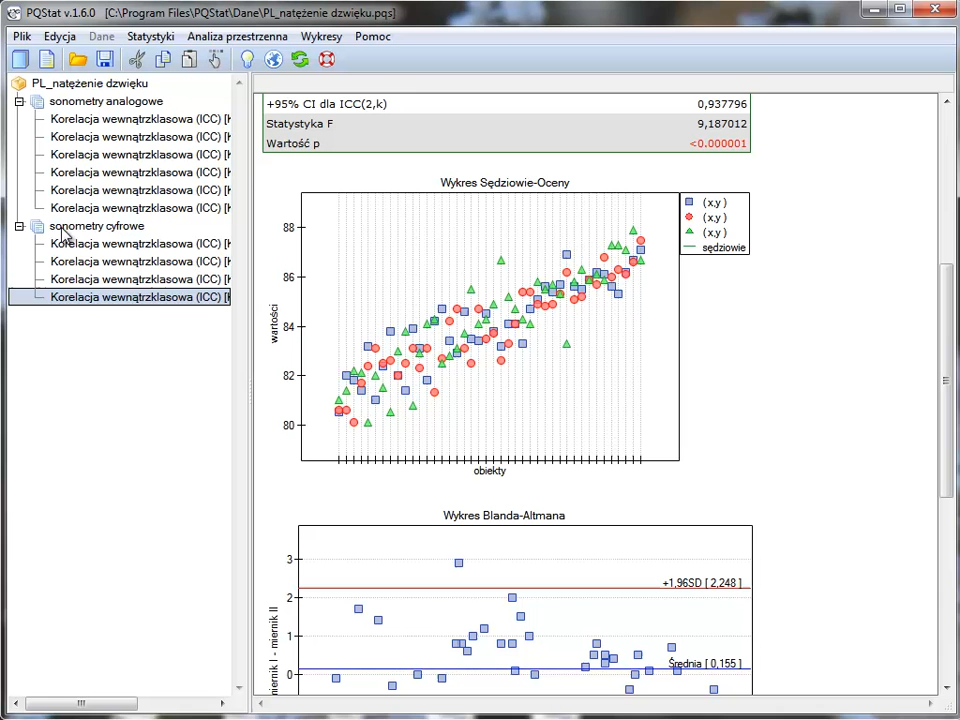 PQStat v.1.6.0 [C:\Program Files\PQStat\Dane\PL_natężenie dzwięku.pqs]
Plik Edycja Dane Statystyki Analiza przestrzenna Wykresy Pomoc
PL_natężenie dzwięku
sonometry analogowe
Korelacja wewnątrzklasowa (ICC) [
Korelacja wewnątrzklasowa (ICC) [
Korelacja wewnątrzklasowa (ICC) [
Korelacja wewnątrzklasowa (ICC) [
Korelacja wewnątrzklasowa (ICC) [
Korelacja wewnątrzklasowa (ICC) [
sonometry cyfrowe
Korelacja wewnątrzklasowa (ICC) [
Korelacja wewnątrzklasowa (ICC) [
Korelacja wewnątrzklasowa (ICC) [
Korelacja wewnątrzklasowa (ICC) [
+95% CI dla ICC(2,k) 0,937796
Statystyka F 9,187012
Wartość p <0.000001
Wykres Sędziowie-Oceny
(x,y)
(x,y)
(x,y)
sędziowie
88
86
84
82
80
wartości
obiekty
Wykres Blanda-Altmana
3
2
1
0
miernik I - miernik II
+1,96SD [ 2,248 ]
Średnia [ 0,155 ]